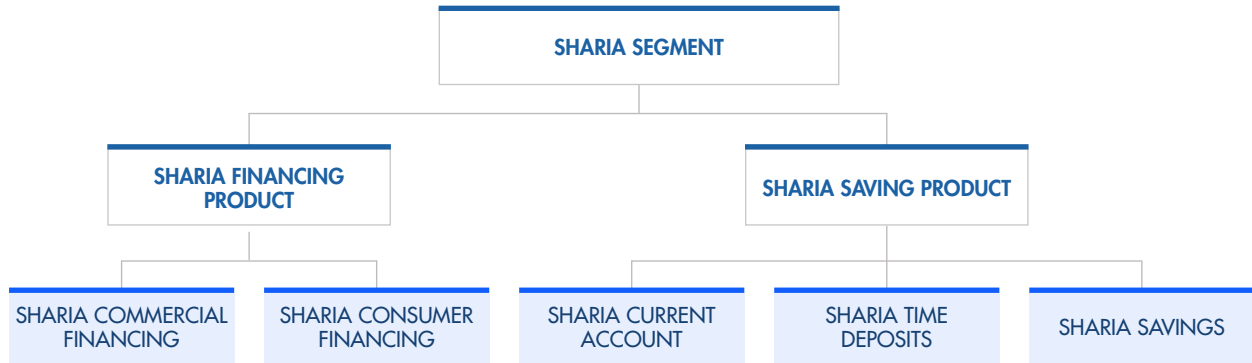 SHARIA SEGMENT
SHARIA FINANCING
PRODUCT
SHARIA SAVING PRODUCT
SHARIA COMMERCIAL
FINANCING
SHARIA CONSUMER
FINANCING
SHARIA CURRENT
ACCOUNT
SHARIA TIME
DEPOSITS
SHARIA SAVINGS